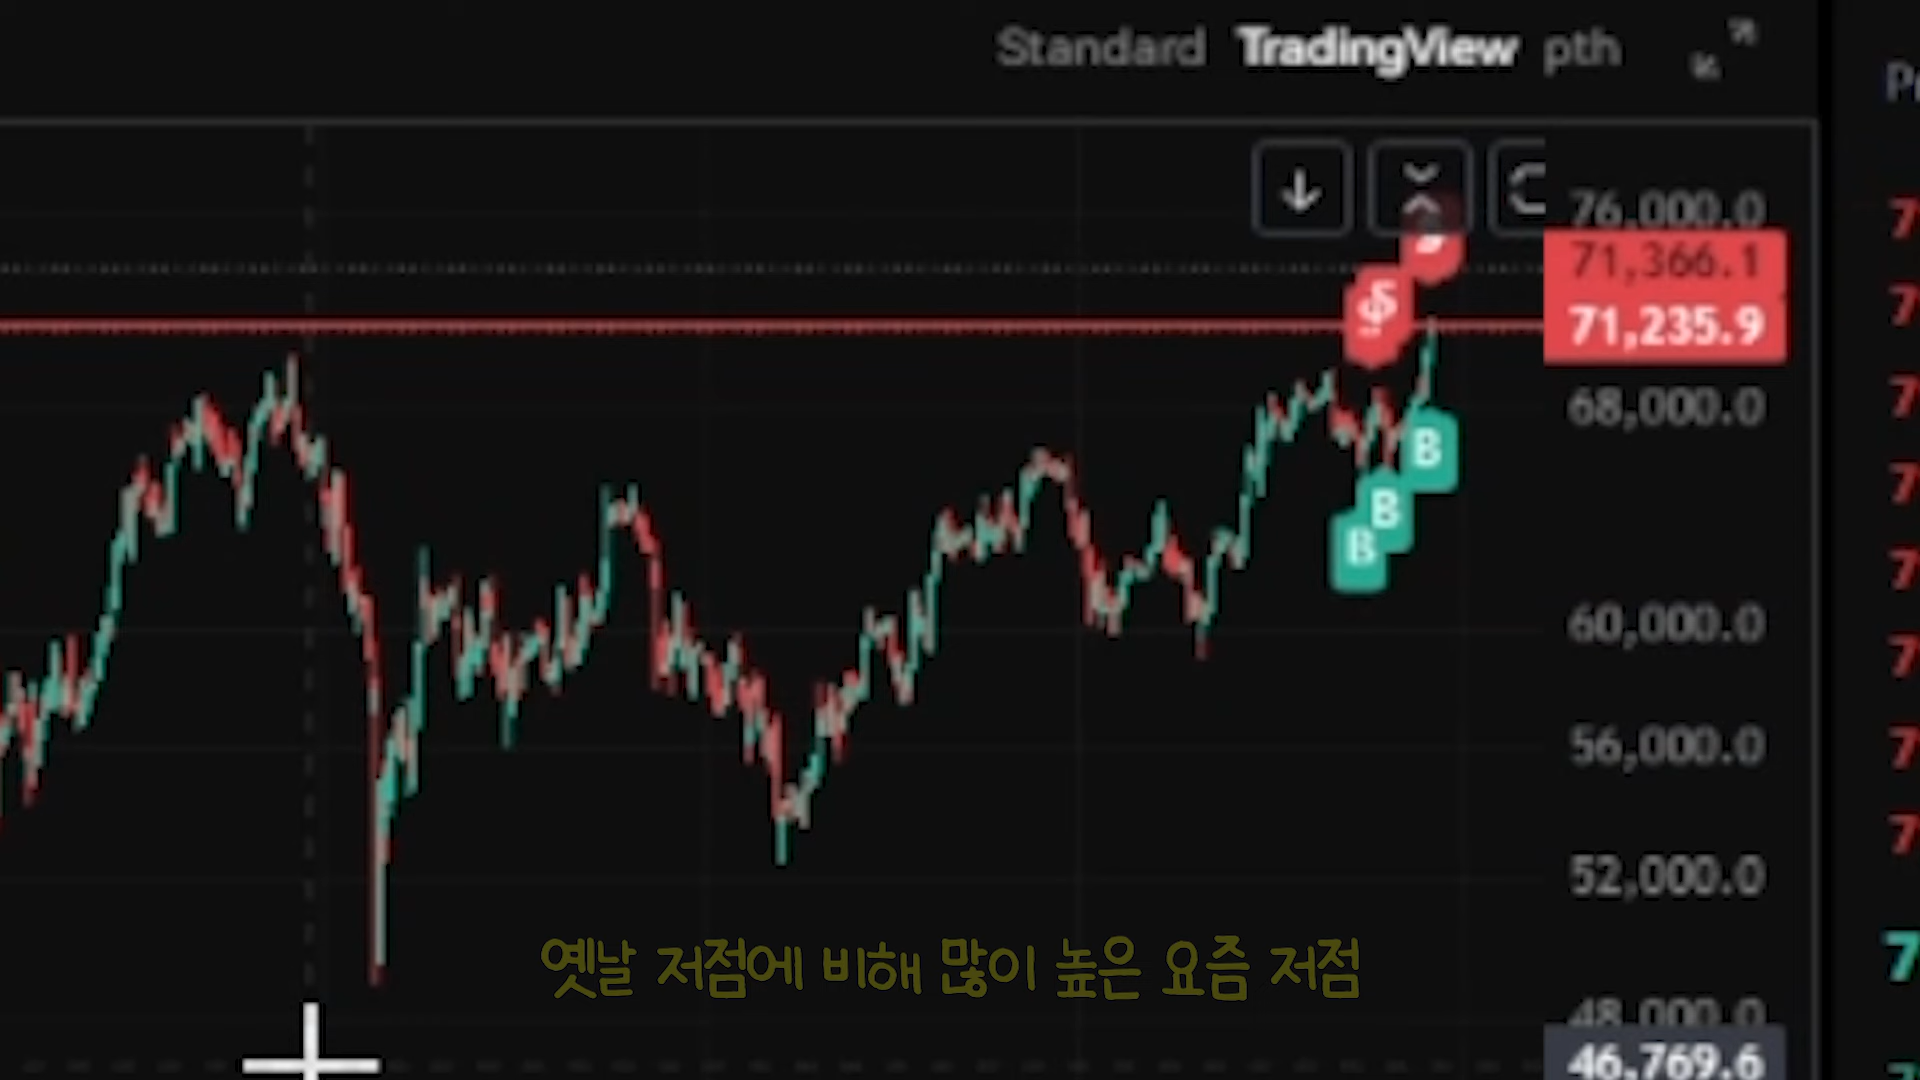 Standard TradingView pth
76,000.0
71,366.1
71,235.9
68,000.0
B
B
B
60,000.0
56,000.0
52,000.0
옛날 저점에 비해 많이 높은 요즘 저점
48,000.0
46,769.6